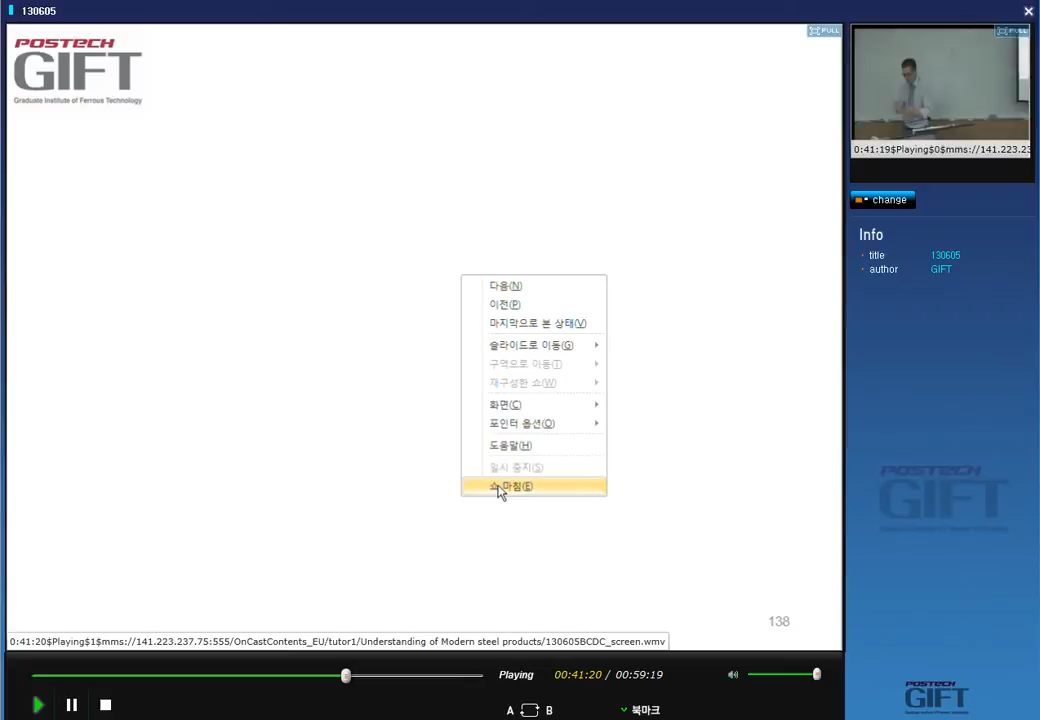 130605
POSTECH
GIFT
Graduate Institute of Ferrous Technology
FULL
FULL
0:41:19$Playing$0$mms://141.223.23
change
Info
title 130605
author GIFT
다음(N)
이전(P)
마지막으로 본 상태(V)
슬라이드로 이동(G)
구역으로 이동(T)
재구성한 쇼(W)
화면(C)
포인터 옵션(O)
도움말(H)
일시 중지(S)
쇼 마침(E)
POSTECH
GIFT
138
0:41:20$Playing$1$mms://141.223.237.75:555/OnCastContents_EU/tutor1/Understanding of Modern steel products/130605BCDC_screen.wmv
Playing 00:41:20 / 00:59:19
A B 북마크
POSTECH
GIFT